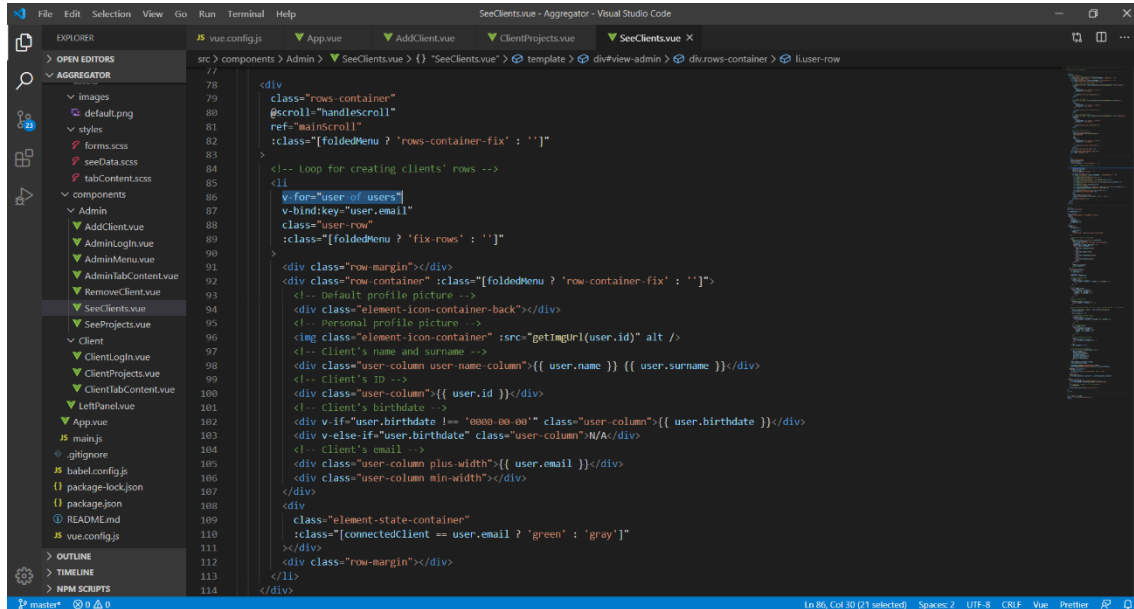 File Edit Selection View Go Run Terminal Help
SeeClients.vue - Aggregator - Visual Studio Code
EXPLORER
OPEN EDITORS
AGGREGATOR
images
default.png
styles
forms.scss
seeData.scss
tabContent.scss
components
Admin
AddClient.vue
AdminLogIn.vue
AdminMenu.vue
AdminTabContent.vue
RemoveClient.vue
SeeClients.vue
SeeProjects.vue
Client
ClientLogIn.vue
ClientProjects.vue
ClientTabContent.vue
LeftPanel.vue
App.vue
JS main.js
.gitignore
JS babel.config.js
{} package-lock.json
{} package.json
README.md
JS vue.config.js
OUTLINE
TIMELINE
NPM SCRIPTS
23
JS vue.config.js App.vue AddClient.vue ClientProjects.vue SeeClients.vue
src > components > Admin > SeeClients.vue > {} "SeeClients.vue" > template > div#view-admin > div.rows-container > li.user-row
77
78 <div
79 class="rows-container"
80 @scroll="handleScroll"
81 ref="mainScroll"
82 :class="[foldedMenu ? 'rows-container-fix' : '']"
83 >
84 <!-- Loop for creating clients' rows -->
85 <li
86 v-for="user of users"
87 v-bind:key="user.email"
88 class="user-row"
89 :class="[foldedMenu ? 'fix-rows' : '']"
90 >
91 <div class="row-margin"></div>
92 <div class="row-container" :class="[foldedMenu ? 'row-container-fix' : '']">
93 <!-- Default profile picture -->
94 <div class="element-icon-container-back"></div>
95 <!-- Personal profile picture -->
96 <img class="element-icon-container" :src="getImgUrl(user.id)" alt />
97 <!-- Client's name and surname -->
98 <div class="user-column user-name-column">{{ user.name }} {{ user.surname }}</div>
99 <!-- Client's ID -->
100 <div class="user-column">{{ user.id }}</div>
101 <!-- Client's birthdate -->
102 <div v-if="user.birthdate !== '0000-00-00'" class="user-column">{{ user.birthdate }}</div>
103 <div v-else-if="user.birthdate" class="user-column">N/A</div>
104 <!-- Client's email -->
105 <div class="user-column plus-width">{{ user.email }}</div>
106 <div class="user-column min-width"></div>
107 </div>
108 <div
109 class="element-state-container"
110 :class="[connectedClient == user.email ? 'green' : 'gray']"
111 ></div>
112 <div class="row-margin"></div>
113 </li>
114 </div>
master* 0 0 Ln 86, Col 30 (21 selected) Spaces: 2 UTF-8 CRLF Vue Prettier